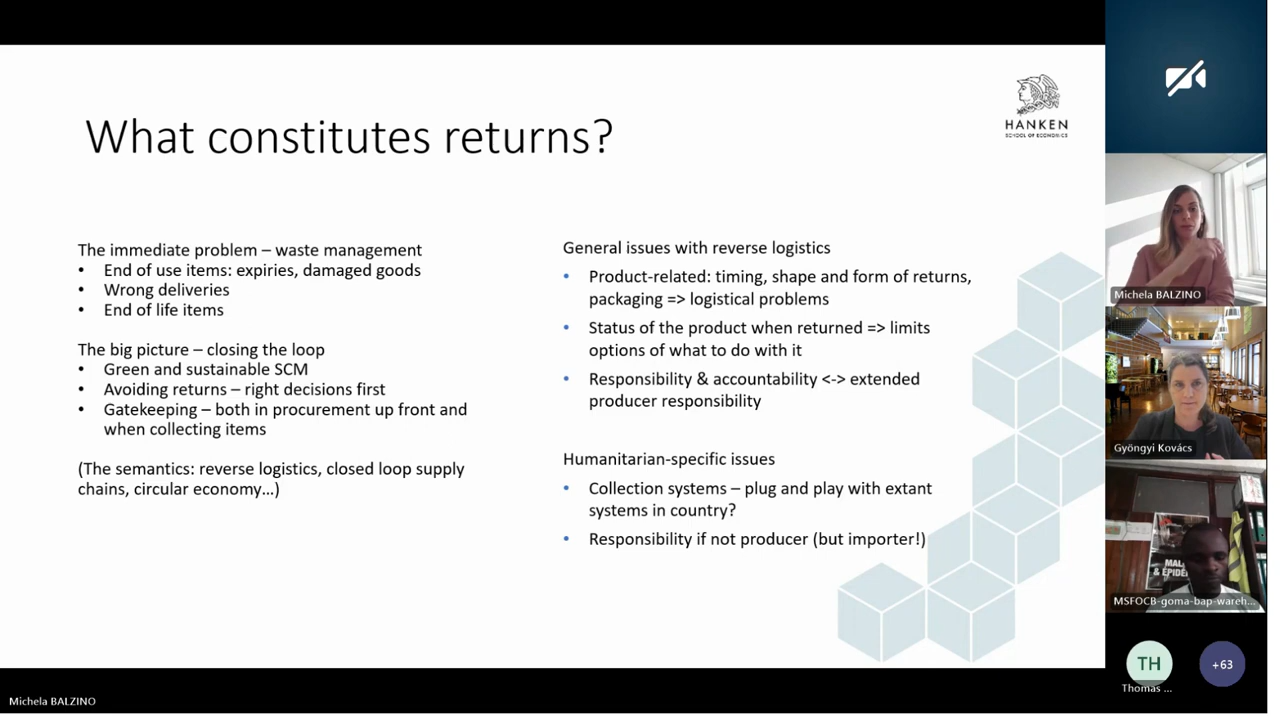 What constitutes returns?
HANKEN
SCHOOL OF ECONOMICS
The immediate problem – waste management
• End of use items: expiries, damaged goods
• Wrong deliveries
• End of life items
The big picture – closing the loop
• Green and sustainable SCM
• Avoiding returns – right decisions first
• Gatekeeping – both in procurement up front and
when collecting items
(The semantics: reverse logistics, closed loop supply
chains, circular economy…)
General issues with reverse logistics
• Product-related: timing, shape and form of returns,
packaging => logistical problems
• Status of the product when returned => limits
options of what to do with it
• Responsibility & accountability <-> extended
producer responsibility
Humanitarian-specific issues
• Collection systems – plug and play with extant
systems in country?
• Responsibility if not producer (but importer!)
Michela BALZINO
Gyöngyi Kovács
MSFOCB-goma-bap-wareh...
TH
Thomas ...
+63
Michela BALZINO